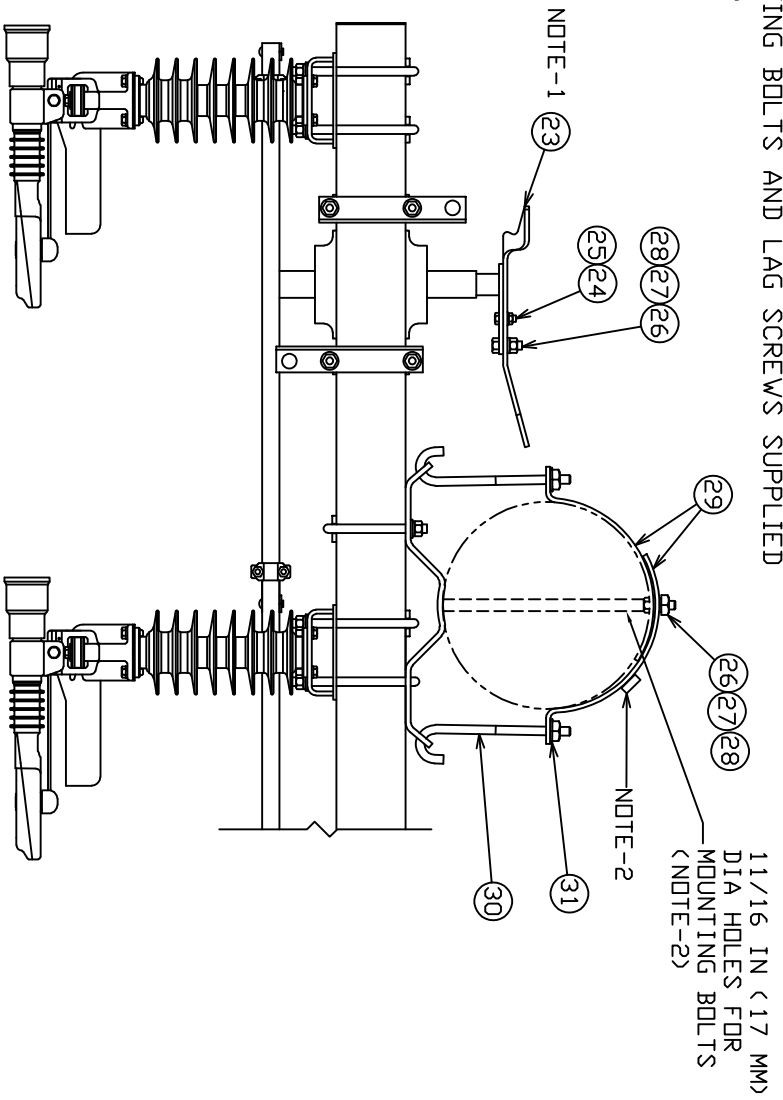 ING BOLTS AND LAG SCREWS SUPPLIED
NOTE-1
23
25 24
28 27 26
29
26 27 28
NOTE-2
11/16 IN (17 MM)
DIA HOLES FOR
MOUNTING BOLTS
(NOTE-2)
31
30